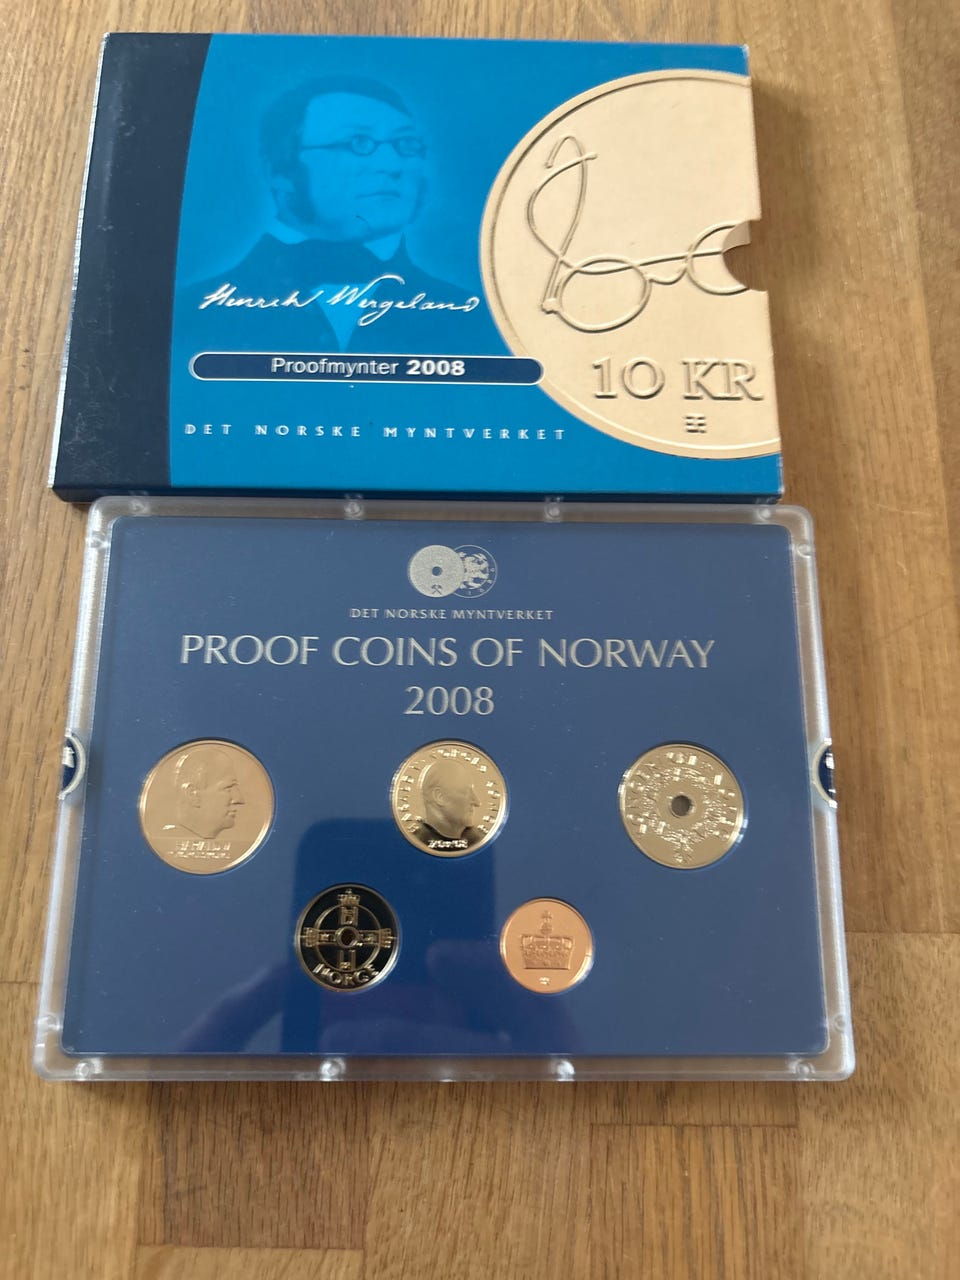 Henrik Wergeland
Proofmynter 2008
DET NORSKE MYNTVERKET
10 KR
DET NORSKE MYNTVERKET
PROOF COINS OF NORWAY
2008
NORGE